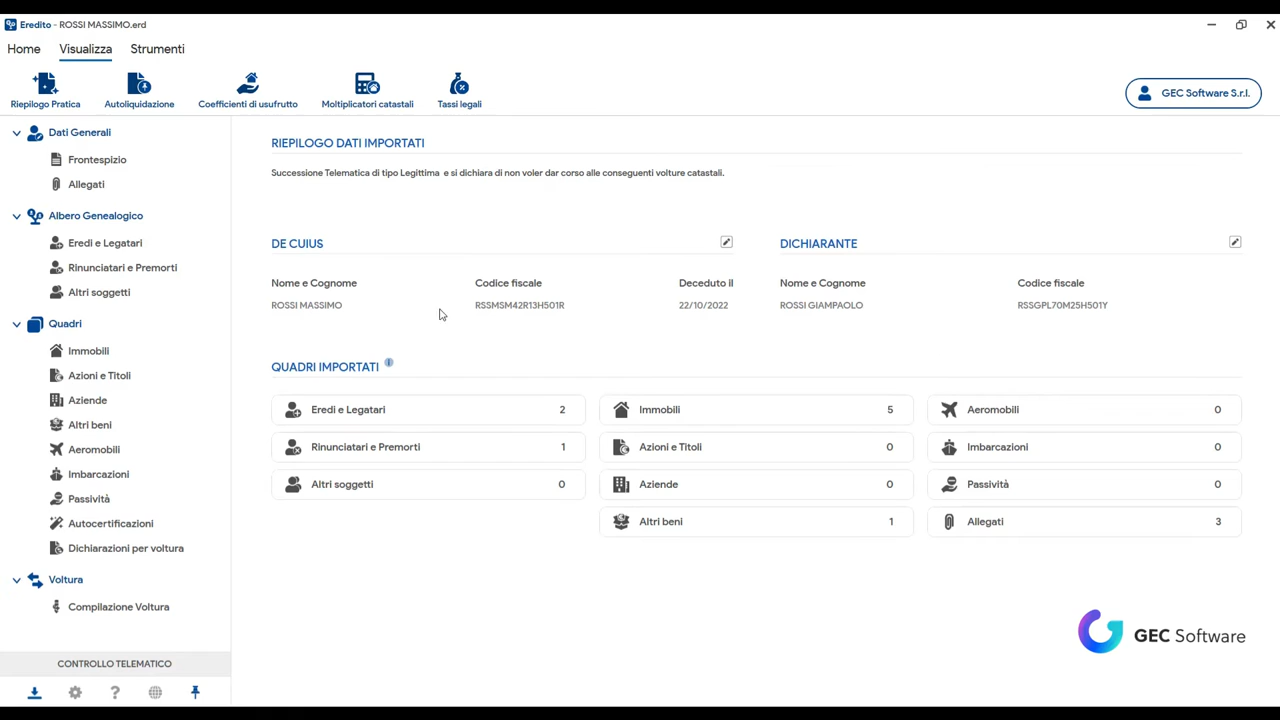 Eredito - ROSSI MASSIMO.erd
Home Visualizza Strumenti
Riepilogo Pratica Autoliquidazione Coefficienti di usufrutto Moltiplicatori catastali Tassi legali
GEC Software S.r.l.
Dati Generali
Frontespizio
Allegati
Albero Genealogico
Eredi e Legatari
Rinunciatari e Premorti
Altri soggetti
Quadri
Immobili
Azioni e Titoli
Aziende
Altri beni
Aeromobili
Imbarcazioni
Passività
Autocertificazioni
Dichiarazioni per voltura
Voltura
Compilazione Voltura
CONTROLLO TELEMATICO
RIEPILOGO DATI IMPORTATI
Successione Telematica di tipo Legittima e si dichiara di non voler dar corso alle conseguenti volture catastali.
DE CUIUS
Nome e Cognome Codice fiscale Deceduto il
ROSSI MASSIMO RSSMSM42R13H501R 22/10/2022
DICHIARANTE
Nome e Cognome Codice fiscale
ROSSI GIAMPAOLO RSSGPL70M25H501Y
QUADRI IMPORTATI
Eredi e Legatari 2
Rinunciatari e Premorti 1
Altri soggetti 0
Immobili 5
Azioni e Titoli 0
Aziende 0
Altri beni 1
Aeromobili 0
Imbarcazioni 0
Passività 0
Allegati 3
GEC Software